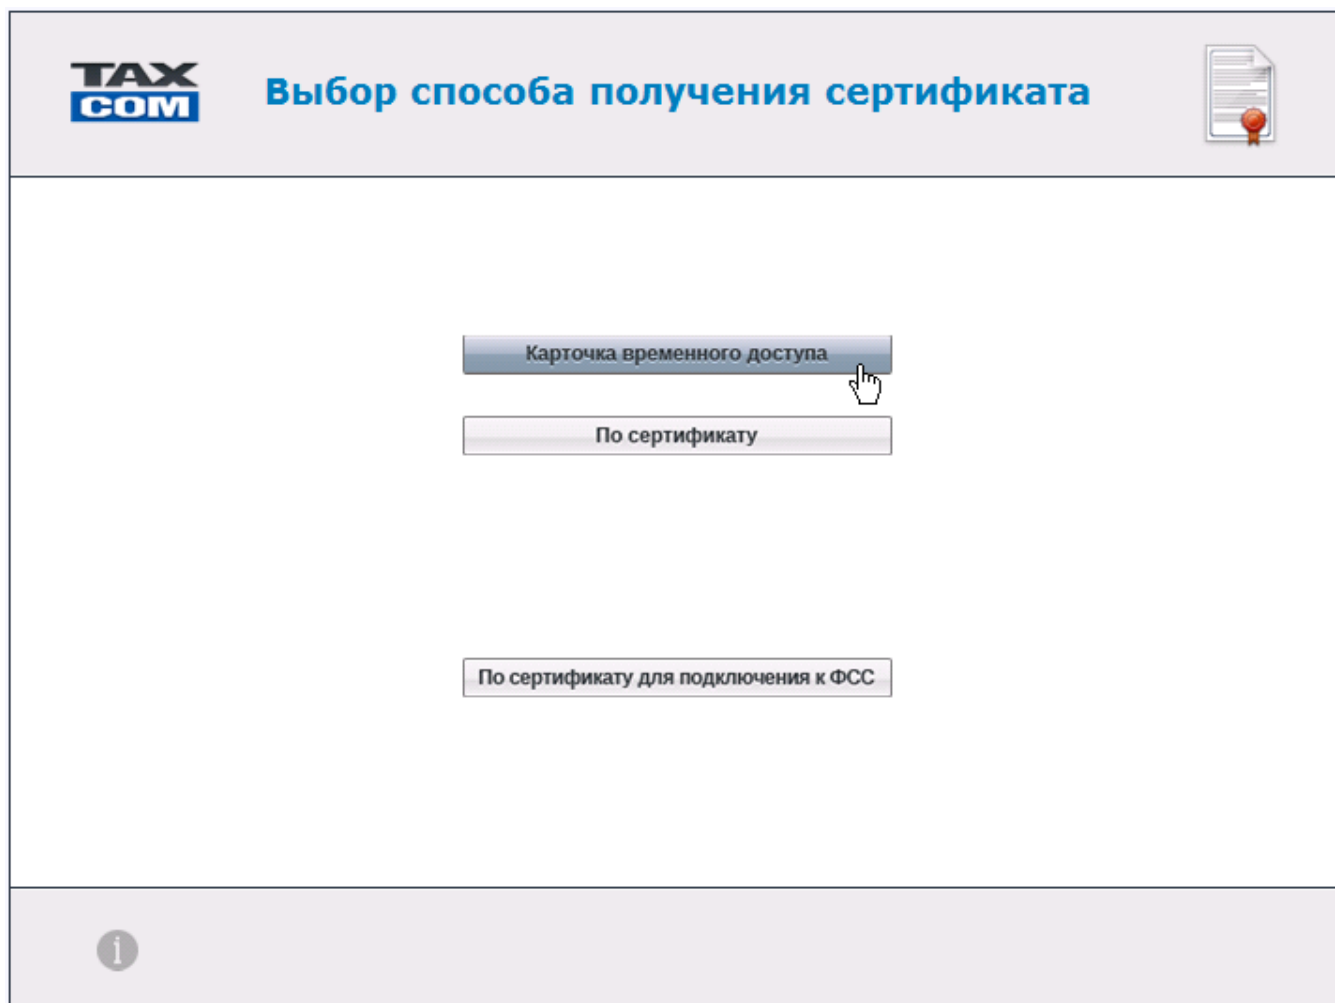 TAX
COM
Выбор способа получения сертификата
Карточка временного доступа
По сертификату
По сертификату для подключения к ФСС
i